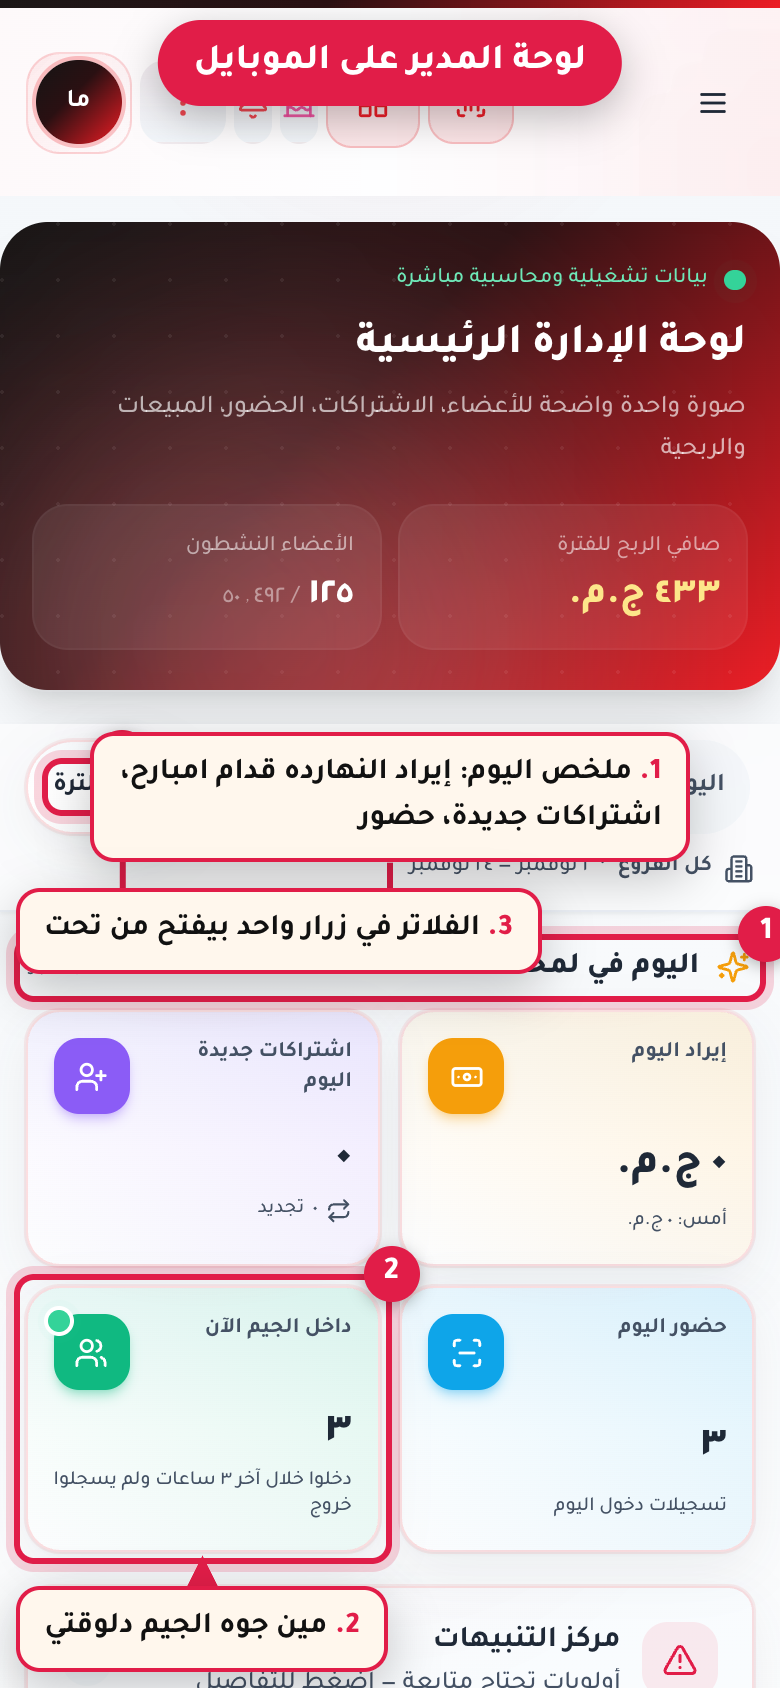 لوحة المدير على الموبايل
ما
بيانات تشغيلية ومحاسبية مباشرة
لوحة الإدارة الرئيسية
صورة واحدة واضحة للأعضاء، الاشتراكات، الحضور، المبيعات
والربحية
صافي الربح للفترة
٤٣٣ ج.م.
الأعضاء النشطون
١٢٥ / ٥٠,٤٩٢
1. ملخص اليوم: إيراد النهارده قدام امبارح،
اشتراكات جديدة، حضور
كل الفروع
3. الفلاتر في زرار واحد بيفتح من تحت
1
اليوم في
إيراد اليوم
٠ ج.م.
أمس: ٠ ج.م.
اشتراكات جديدة
اليوم
٠
٠ تجديد
2
حضور اليوم
٣
تسجيلات دخول اليوم
داخل الجيم الآن
٣
دخلوا خلال آخر ٣ ساعات ولم يسجلوا
خروج
2. مين جوه الجيم دلوقتي
مركز التنبيهات
أولويات تحتاج متابعة — اضغط للتفاصيل